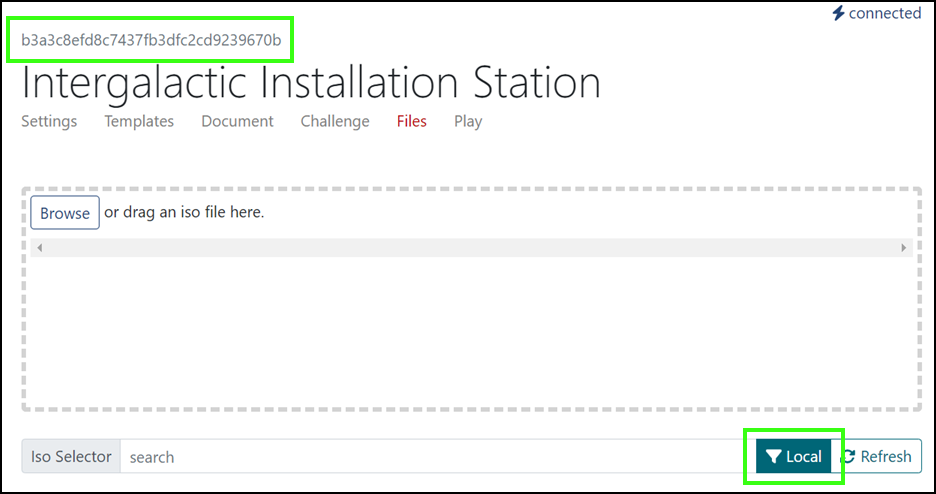 connected
b3a3c8efd8c7437fb3dfc2cd9239670b
Intergalactic Installation Station
Settings Templates Document Challenge Files Play
Browse or drag an iso file here.
Iso Selector search Local Refresh